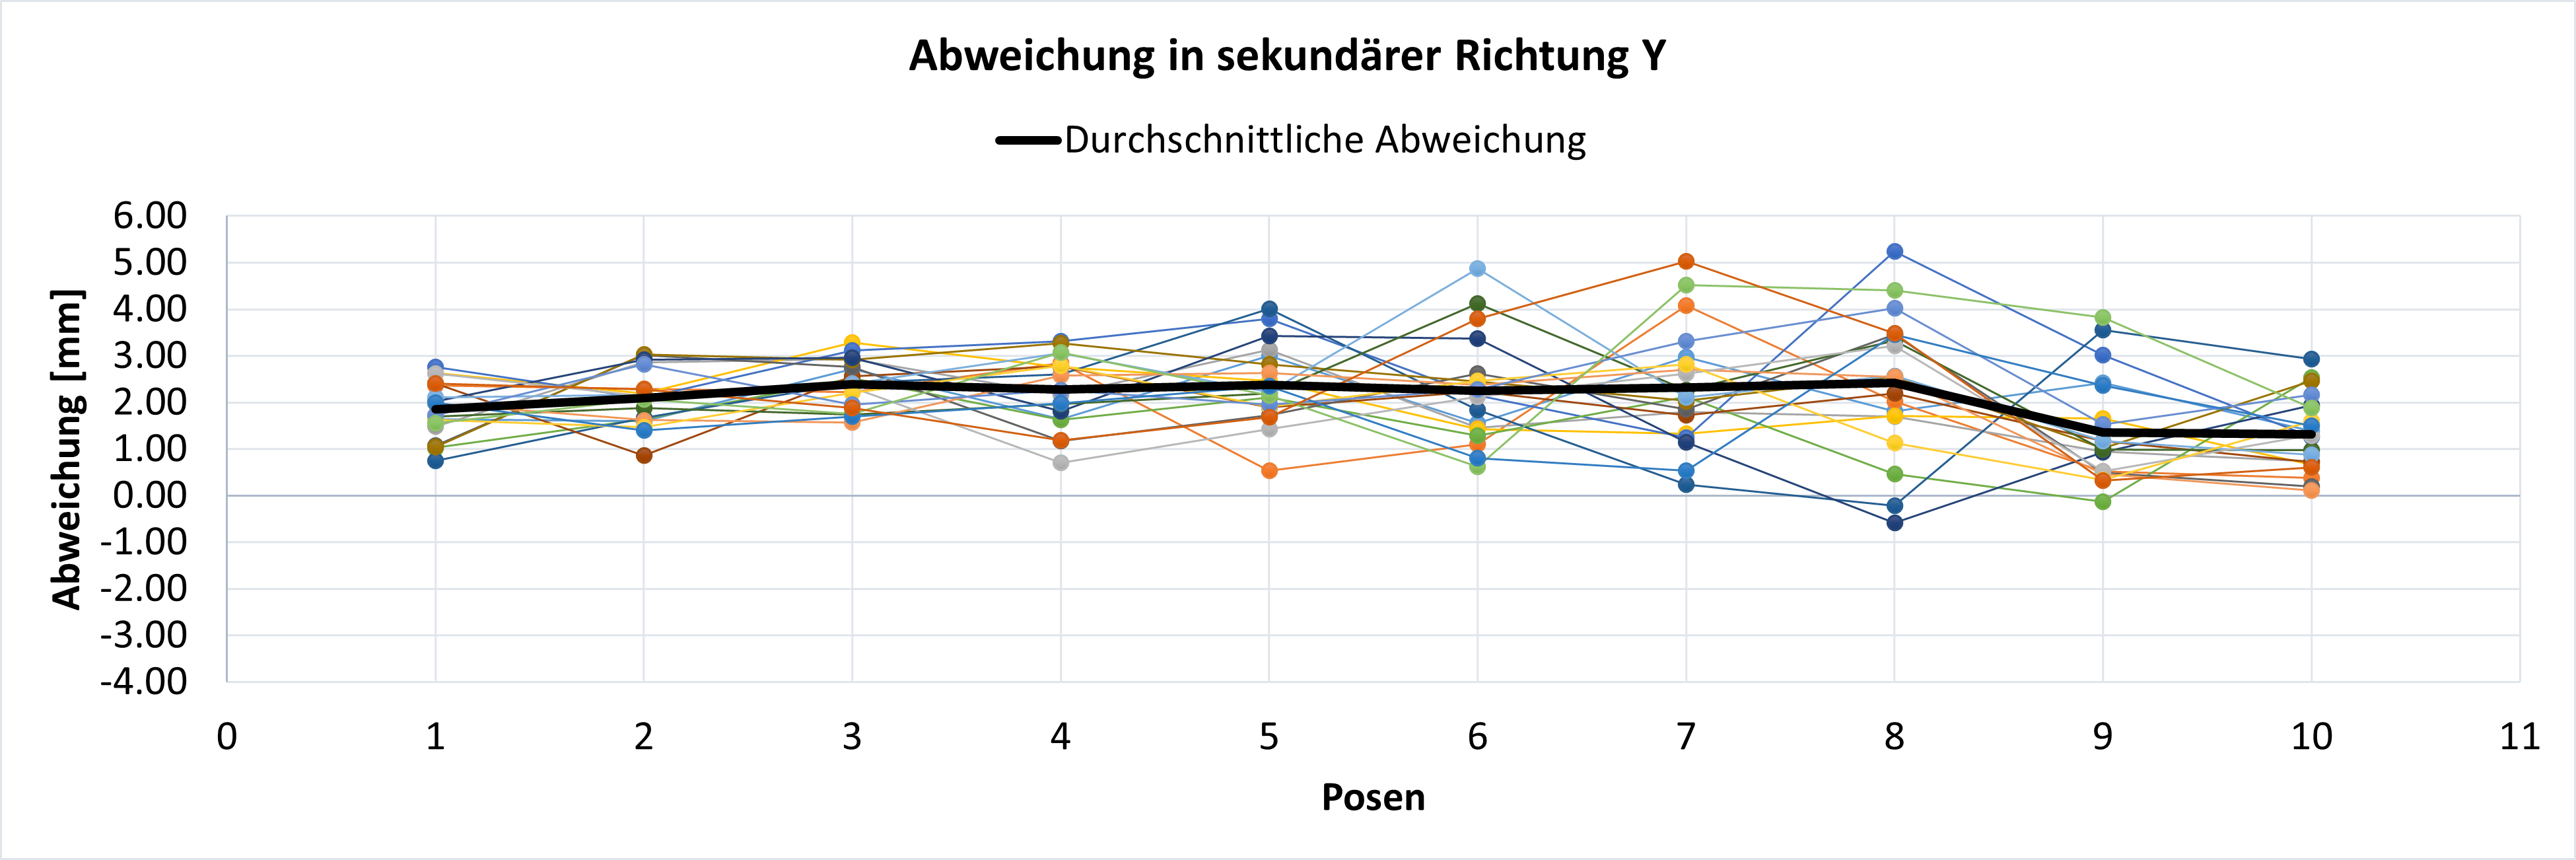 Abweichung in sekundärer Richtung Y
Durchschnittliche Abweichung
Abweichung [mm]
6.00
5.00
4.00
3.00
2.00
1.00
0.00
-1.00
-2.00
-3.00
-4.00
0 1 2 3 4 5 6 7 8 9 10 11
Posen